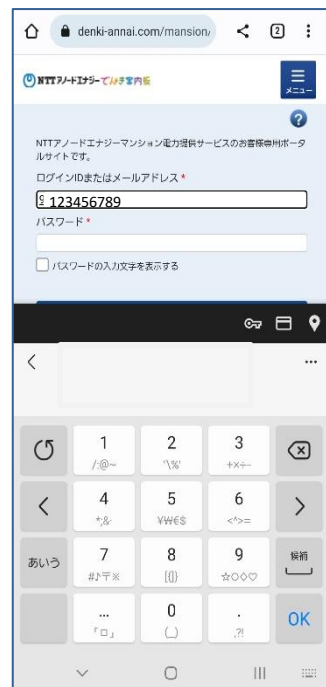 denki-annai.com/mansion/
2
NTTアノードエナジーでんき案内板
メニュー
?
NTTアノードエナジーマンション電力提供サービスのお客様専用ポータルサイトです。
ログインIDまたはメールアドレス *
123456789
パスワード *
パスワードの入力文字を表示する
1 2 3
/:@~ '\%' +×÷-
4 5 6
*;& ¥₩€$ <^>=
あいう 7 8 9 候補
#♪〒※ [{]} ☆○◇♡
... 0 . OK
「□」 (_) ,?!